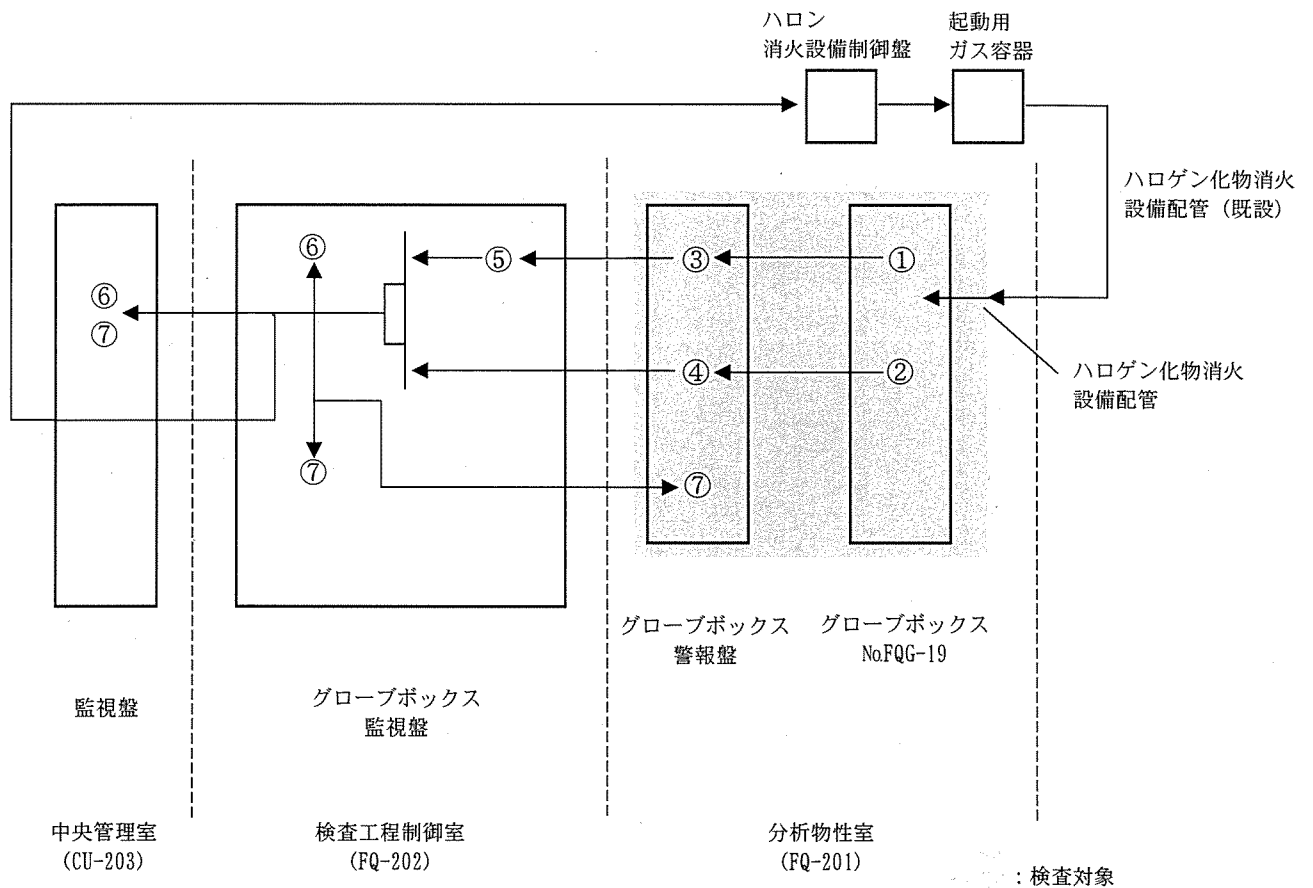 ハロン
消火設備制御盤
起動用
ガス容器
ハロゲン化物消火
設備配管（既設）
⑥
⑤
③
①
⑥
⑦
④
②
ハロゲン化物消火
設備配管
⑦
⑦
グローブボックス
警報盤
グローブボックス
No.FQG-19
監視盤
グローブボックス
監視盤
中央管理室
(CU-203)
検査工程制御室
(FQ-202)
分析物性室
(FQ-201)
：検査対象